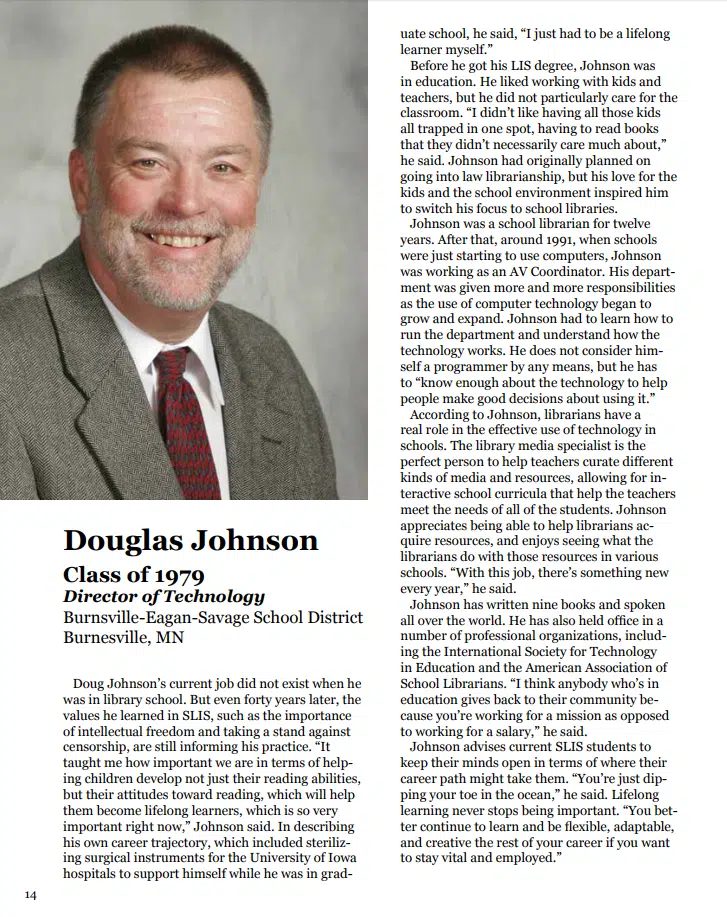 Douglas Johnson
Class of 1979
Director of Technology
Burnsville-Eagan-Savage School District
Burnesville, MN
Doug Johnson’s current job did not exist when he
was in library school. But even forty years later, the
values he learned in SLIS, such as the importance
of intellectual freedom and taking a stand against
censorship, are still informing his practice. “It
taught me how important we are in terms of help-
ing children develop not just their reading abilities,
but their attitudes toward reading, which will help
them become lifelong learners, which is so very
important right now,” Johnson said. In describing
his own career trajectory, which included steriliz-
ing surgical instruments for the University of Iowa
hospitals to support himself while he was in grad-
uate school, he said, “I just had to be a lifelong
learner myself.”
Before he got his LIS degree, Johnson was
in education. He liked working with kids and
teachers, but he did not particularly care for the
classroom. “I didn’t like having all those kids
all trapped in one spot, having to read books
that they didn’t necessarily care much about,”
he said. Johnson had originally planned on
going into law librarianship, but his love for the
kids and the school environment inspired him
to switch his focus to school libraries.
Johnson was a school librarian for twelve
years. After that, around 1991, when schools
were just starting to use computers, Johnson
was working as an AV Coordinator. His depart-
ment was given more and more responsibilities
as the use of computer technology began to
grow and expand. Johnson had to learn how to
run the department and understand how the
technology works. He does not consider him-
self a programmer by any means, but he has
to “know enough about the technology to help
people make good decisions about using it.”
According to Johnson, librarians have a
real role in the effective use of technology in
schools. The library media specialist is the
perfect person to help teachers curate different
kinds of media and resources, allowing for in-
teractive school curricula that help the teachers
meet the needs of all of the students. Johnson
appreciates being able to help librarians ac-
quire resources, and enjoys seeing what the
librarians do with those resources in various
schools. “With this job, there’s something new
every year,” he said.
Johnson has written nine books and spoken
all over the world. He has also held office in a
number of professional organizations, includ-
ing the International Society for Technology
in Education and the American Association of
School Librarians. “I think anybody who’s in
education gives back to their community be-
cause you’re working for a mission as opposed
to working for a salary,” he said.
Johnson advises current SLIS students to
keep their minds open in terms of where their
career path might take them. “You’re just dip-
ping your toe in the ocean,” he said. Lifelong
learning never stops being important. “You bet-
ter continue to learn and be flexible, adaptable,
and creative the rest of your career if you want
to stay vital and employed.”
14